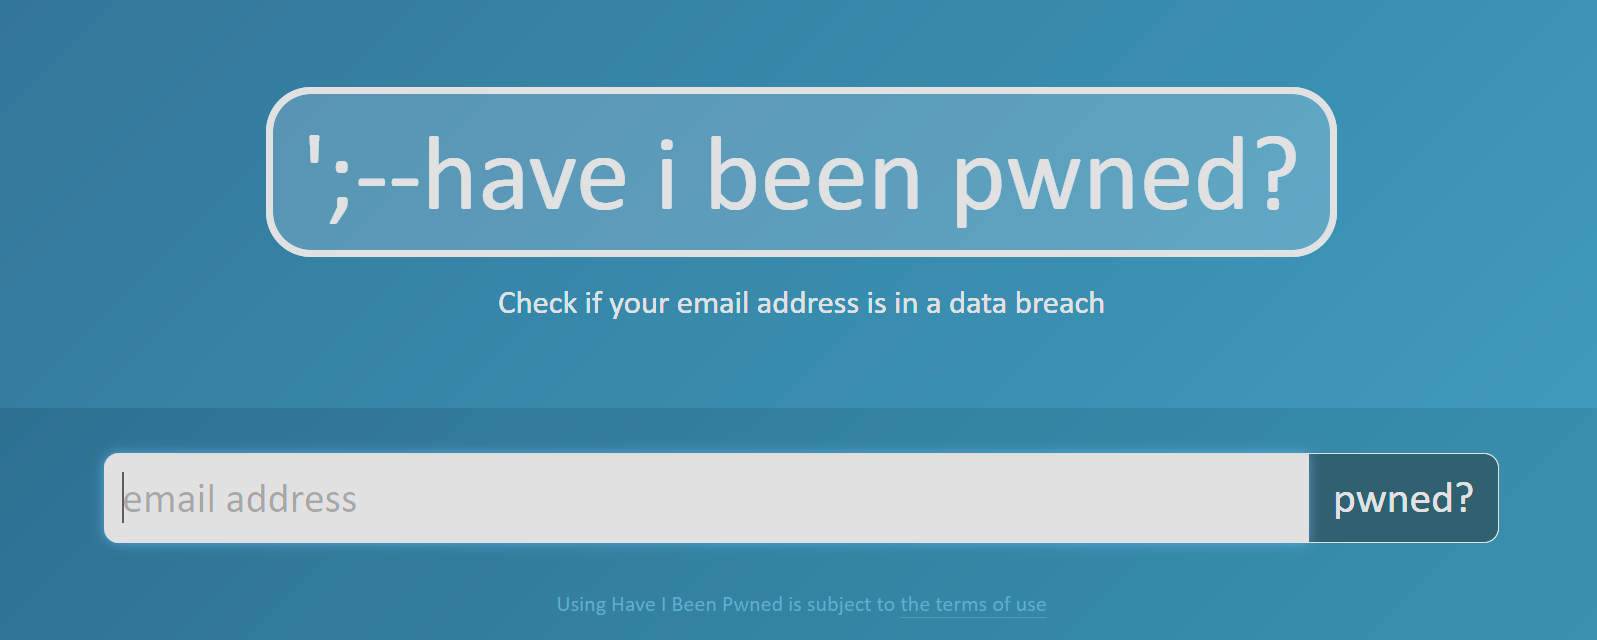 ';--have i been pwned?
Check if your email address is in a data breach
email address
pwned?
Using Have I Been Pwned is subject to the terms of use